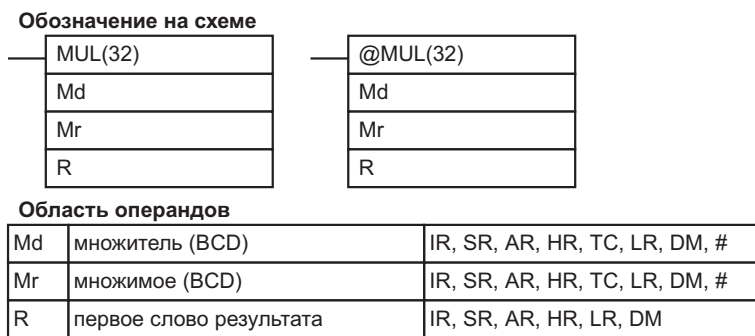 Обозначение на схеме
MUL(32) @MUL(32)
Md Md
Mr Mr
R R
Область операндов
Md множитель (BCD) IR, SR, AR, HR, TC, LR, DM, #
Mr множимое (BCD) IR, SR, AR, HR, TC, LR, DM, #
R первое слово результата IR, SR, AR, HR, LR, DM